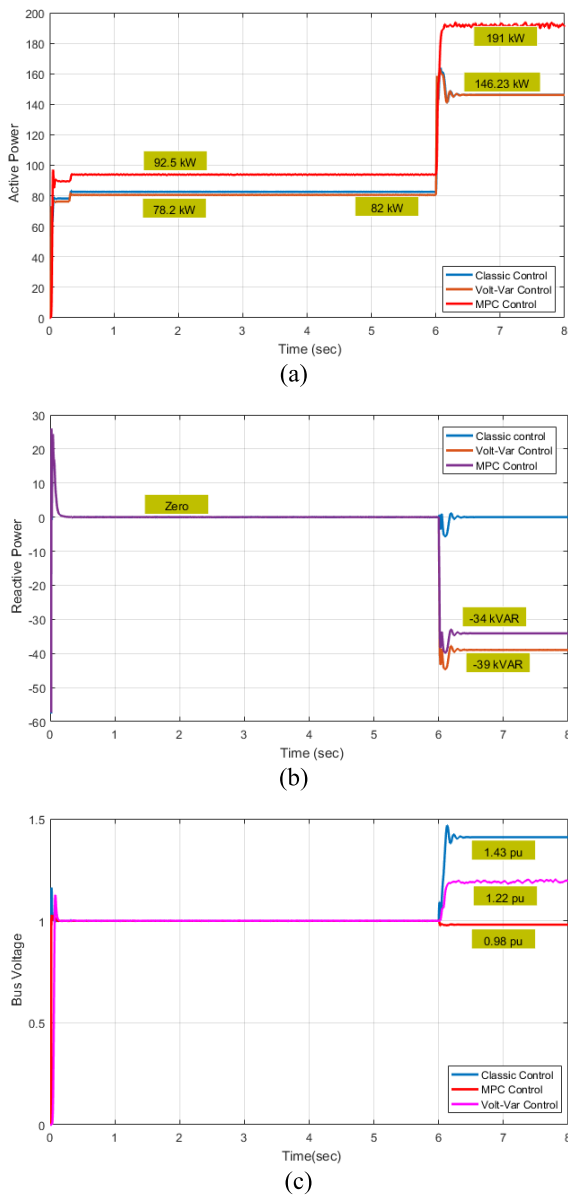 200
180
160
140
120
100
80
60
40
20
0
Active Power
191 kW
146.23 kW
92.5 kW
78.2 kW
82 kW
Classic Control
Volt-Var Control
MPC Control
0 1 2 3 4 5 6 7 8
Time (sec)
(a)
30
20
10
0
-10
-20
-30
-40
-50
-60
Reactive Power
Classic control
Volt-Var Control
MPC Control
Zero
-34 kVAR
-39 kVAR
0 1 2 3 4 5 6 7 8
Time (sec)
(b)
1.5
1
0.5
0
Bus Voltage
1.43 pu
1.22 pu
0.98 pu
Classic Control
MPC Control
Volt-Var Control
0 1 2 3 4 5 6 7 8
Time(sec)
(c)